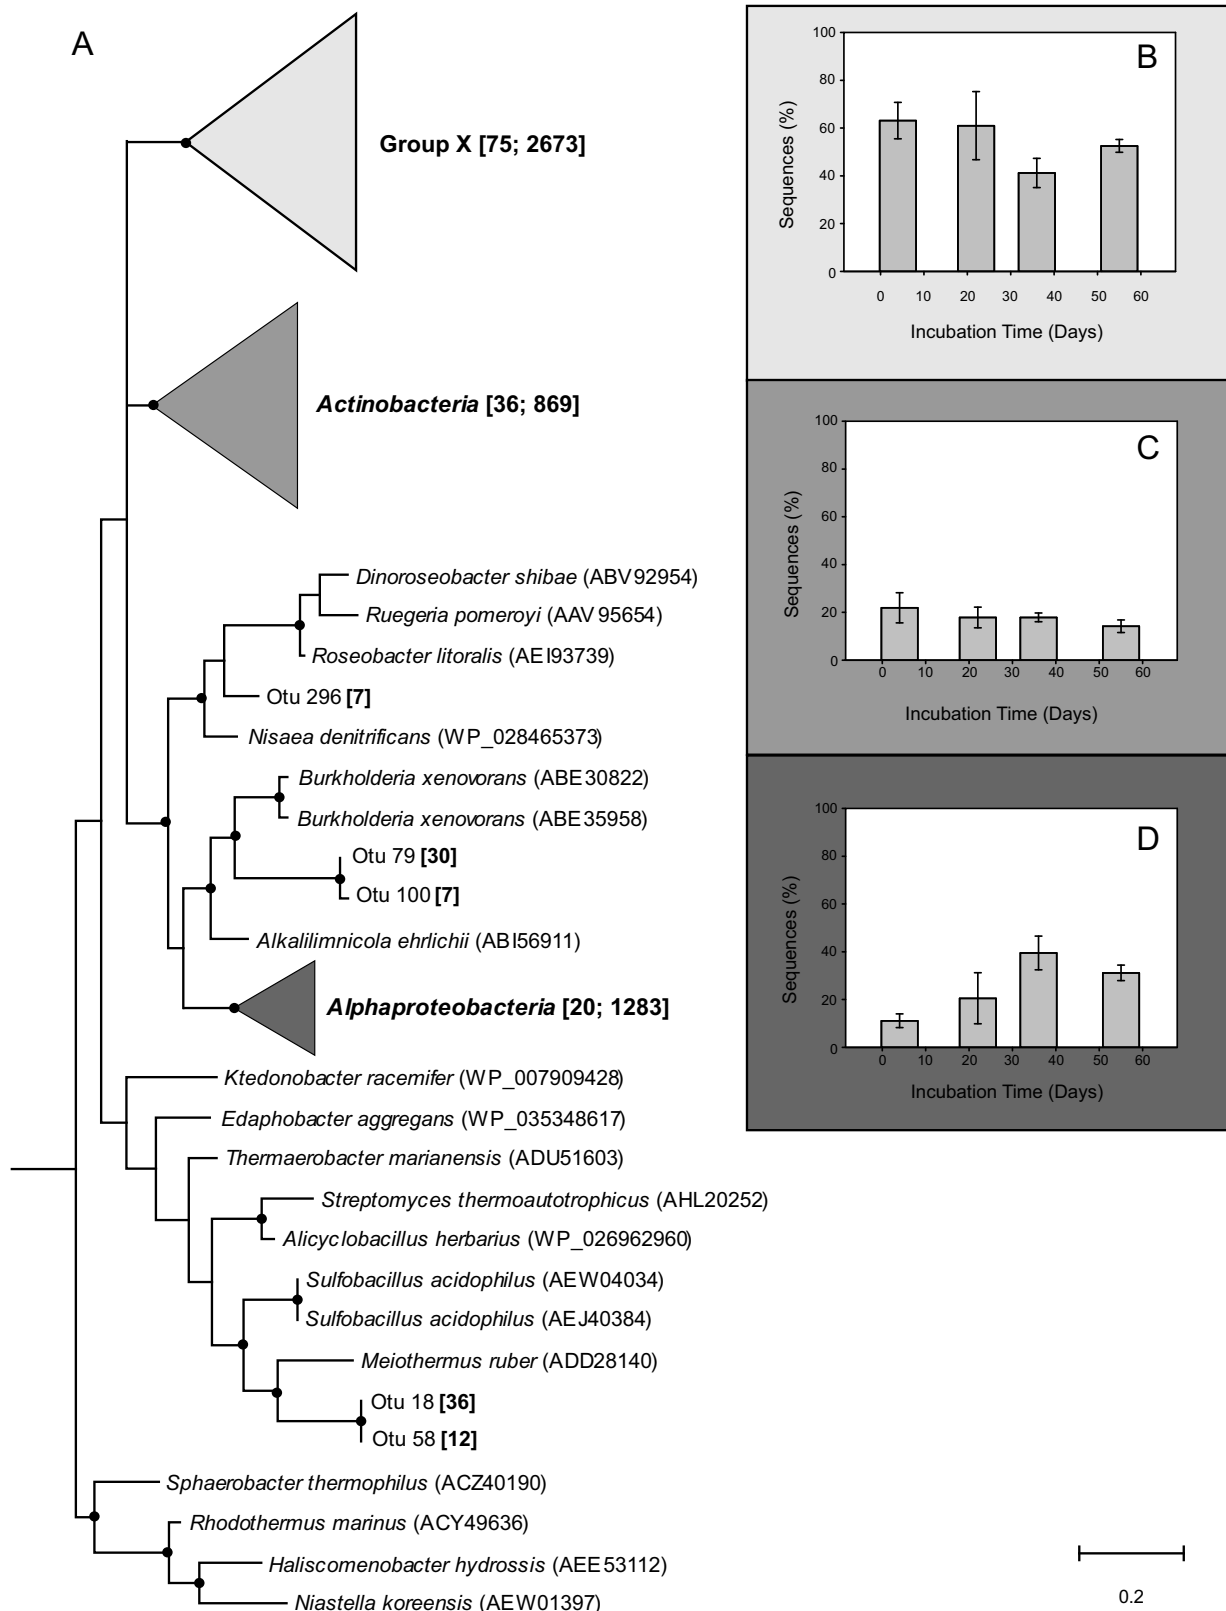 A
Group X [75; 2673]
Actinobacteria [36; 869]
Dinoroseobacter shibae (ABV92954)
Ruegeria pomeroyi (AAV95654)
Roseobacter litoralis (AEI93739)
Otu 296 [7]
Nisaea denitrificans (WP_028465373)
Burkholderia xenovorans (ABE30822)
Burkholderia xenovorans (ABE35958)
Otu 79 [30]
Otu 100 [7]
Alkalilimnicola ehrlichii (ABI56911)
Alphaproteobacteria [20; 1283]
Ktedonobacter racemifer (WP_007909428)
Edaphobacter aggregans (WP_035348617)
Thermaerobacter marianensis (ADU51603)
Streptomyces thermoautotrophicus (AHL20252)
Alicyclobacillus herbarius (WP_026962960)
Sulfobacillus acidophilus (AEW04034)
Sulfobacillus acidophilus (AEJ40384)
Meiothermus ruber (ADD28140)
Otu 18 [36]
Otu 58 [12]
Sphaerobacter thermophilus (ACZ40190)
Rhodothermus marinus (ACY49636)
Haliscomenobacter hydrossis (AEE53112)
Niastella koreensis (AEW01397)
0.2
B
Sequences (%)
100
80
60
40
20
0
0 10 20 30 40 50 60
Incubation Time (Days)
C
Sequences (%)
100
80
60
40
20
0
0 10 20 30 40 50 60
Incubation Time (Days)
D
Sequences (%)
100
80
60
40
20
0
0 10 20 30 40 50 60
Incubation Time (Days)